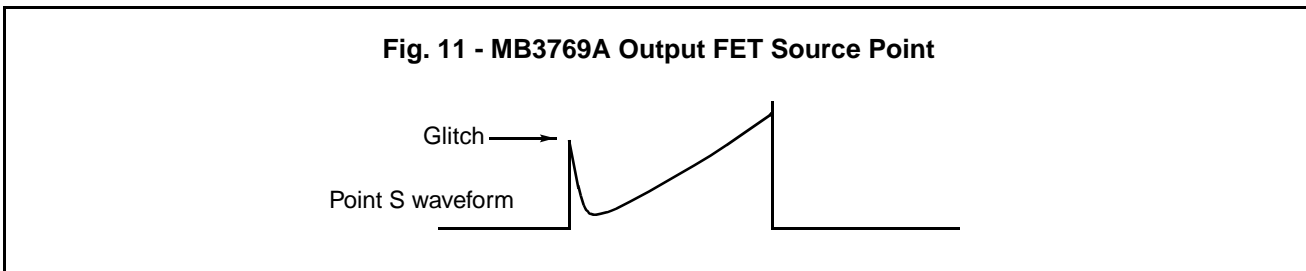 Fig. 11 - MB3769A Output FET Source Point
Glitch
Point S waveform